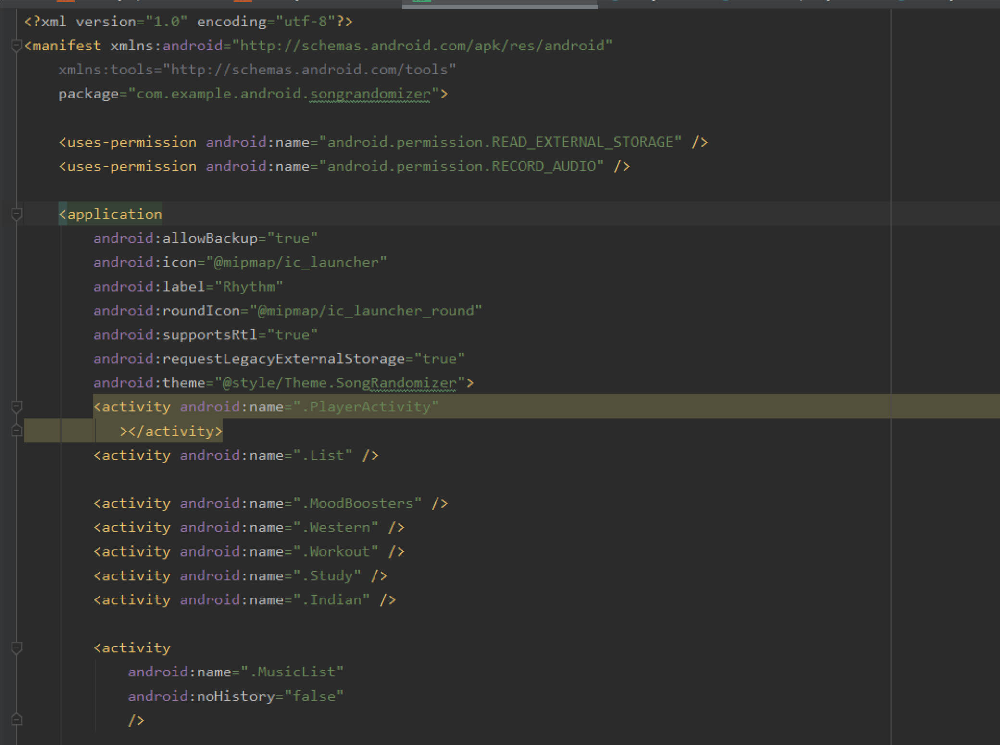 <?xml version="1.0" encoding="utf-8"?>
<manifest xmlns:android="http://schemas.android.com/apk/res/android"
xmlns:tools="http://schemas.android.com/tools"
package="com.example.android.songrandomizer">
<uses-permission android:name="android.permission.READ_EXTERNAL_STORAGE" />
<uses-permission android:name="android.permission.RECORD_AUDIO" />
<application
android:allowBackup="true"
android:icon="@mipmap/ic_launcher"
android:label="Rhythm"
android:roundIcon="@mipmap/ic_launcher_round"
android:supportsRtl="true"
android:requestLegacyExternalStorage="true"
android:theme="@style/Theme.SongRandomizer">
<activity android:name=".PlayerActivity"
></activity>
<activity android:name=".List" />
<activity android:name=".MoodBoosters" />
<activity android:name=".Western" />
<activity android:name=".Workout" />
<activity android:name=".Study" />
<activity android:name=".Indian" />
<activity
android:name=".MusicList"
android:noHistory="false"
/>